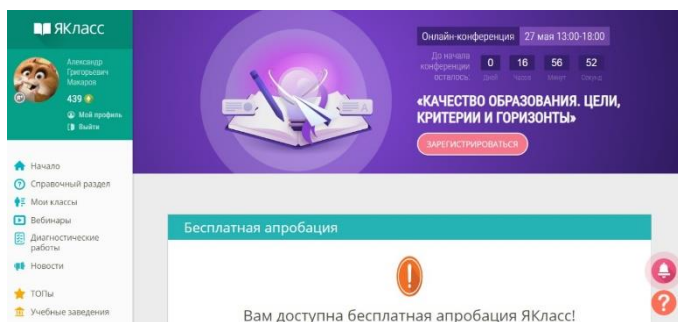 ЯКласс
Александр
Григорьевич
Макаров
439
Мой профиль
Выйти
Начало
Справочный раздел
Мои классы
Вебинары
Диагностические
работы
Новости
ТОПы
Учебные заведения
Онлайн-конференция 27 мая 13:00-18:00
До начала
конференции
осталось:
0 16 56 52
Дней Часов Минут Секунд
«КАЧЕСТВО ОБРАЗОВАНИЯ. ЦЕЛИ,
КРИТЕРИИ И ГОРИЗОНТЫ»
ЗАРЕГИСТРИРОВАТЬСЯ
Бесплатная апробация
Вам доступна бесплатная апробация ЯКласс!